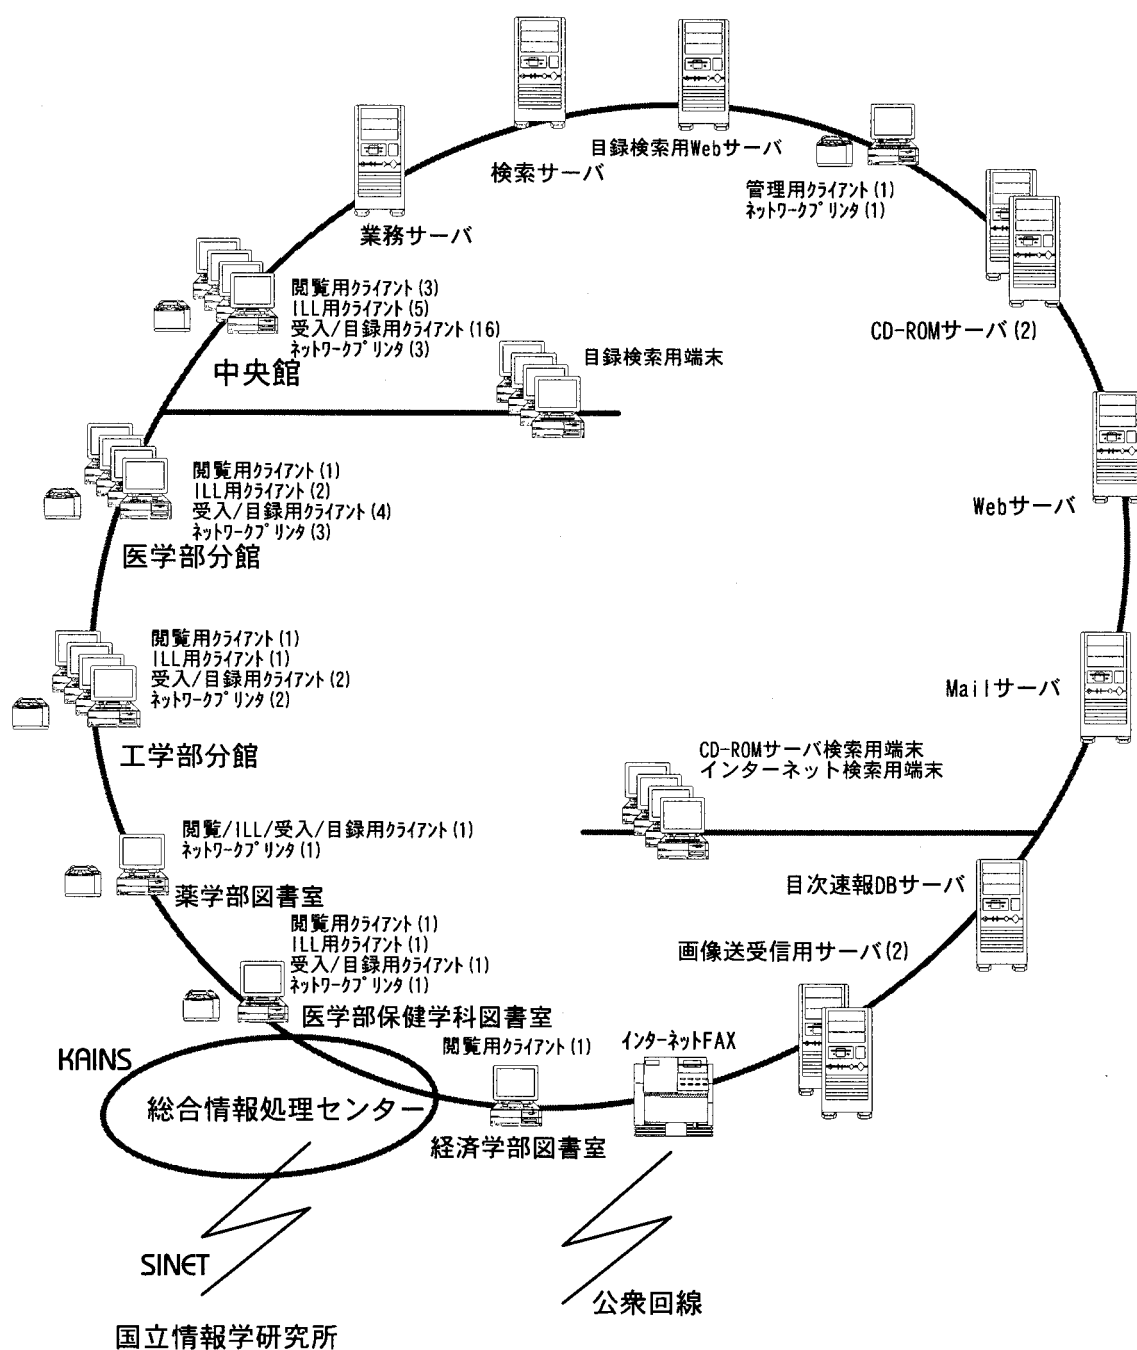 目録検索用Webサーバ
検索サーバ
管理用クライアント(1)
ネットワークプリンタ(1)
業務サーバ
閲覧用クライアント(3)
ILL用クライアント(5)
受入/目録用クライアント(16)
ネットワークプリンタ(3)
中央館
CD-ROMサーバ(2)
目録検索用端末
閲覧用クライアント(1)
ILL用クライアント(2)
受入/目録用クライアント(4)
ネットワークプリンタ(3)
医学部分館
Webサーバ
閲覧用クライアント(1)
ILL用クライアント(1)
受入/目録用クライアント(2)
ネットワークプリンタ(2)
工学部分館
Mailサーバ
CD-ROMサーバ検索用端末
インターネット検索用端末
閲覧/ILL/受入/目録用クライアント(1)
ネットワークプリンタ(1)
薬学部図書室
目次速報DBサーバ
閲覧用クライアント(1)
ILL用クライアント(1)
受入/目録用クライアント(1)
ネットワークプリンタ(1)
医学部保健学科図書室
画像送受信用サーバ(2)
閲覧用クライアント(1)
インターネットFAX
KAINS
総合情報処理センター
経済学部図書室
SINET
公衆回線
国立情報学研究所